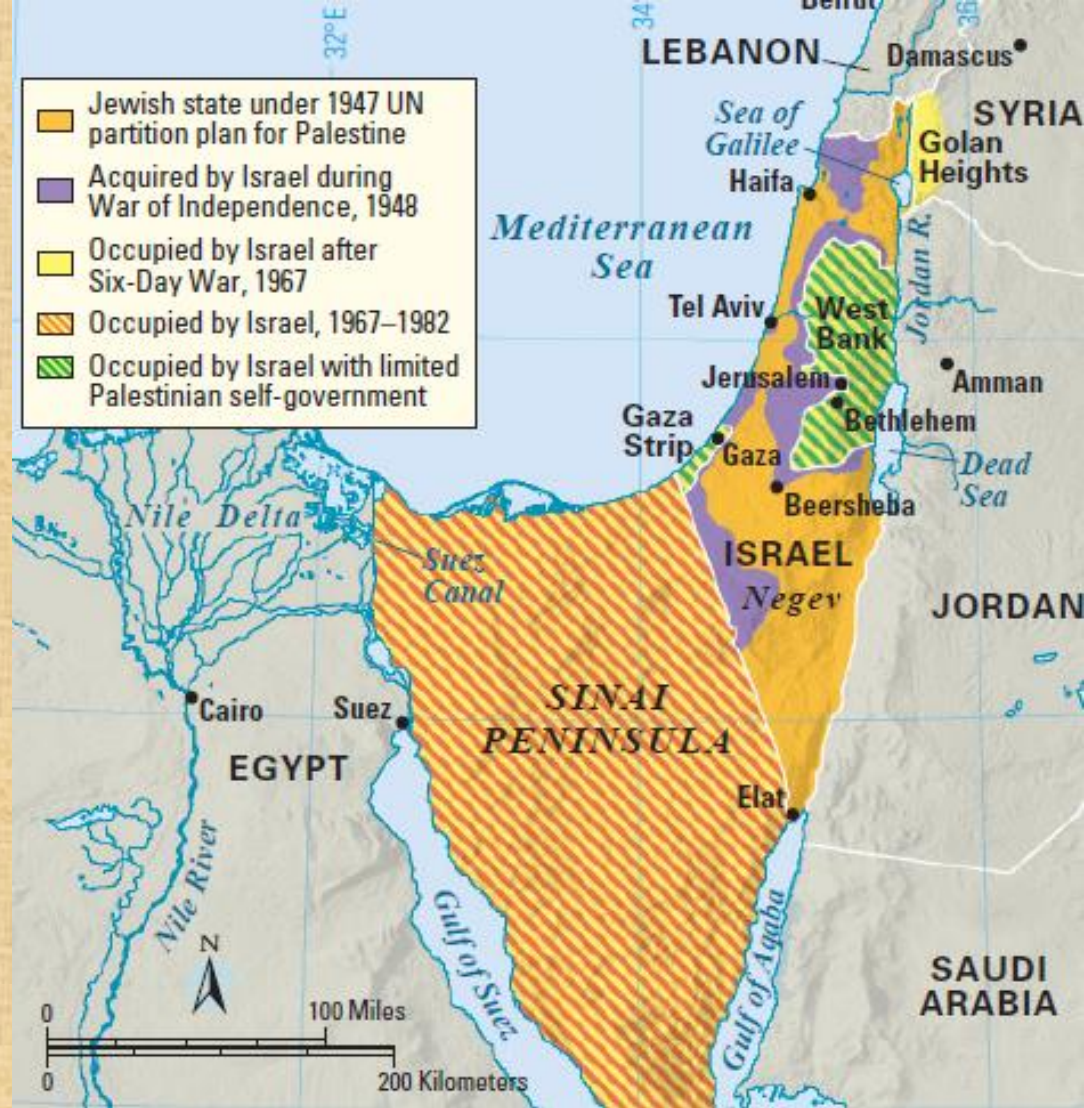 Beirut
32°E
34°
36°
LEBANON
Damascus
SYRIA
Jewish state under 1947 UN
partition plan for Palestine
Acquired by Israel during
War of Independence, 1948
Occupied by Israel after
Six-Day War, 1967
Occupied by Israel, 1967–1982
Occupied by Israel with limited
Palestinian self-government
Sea of
Galilee
Golan
Heights
Haifa
Mediterranean
Sea
Jordan R.
Tel Aviv
West
Bank
Jerusalem
Amman
Bethlehem
Gaza
Strip
Gaza
Dead
Sea
Beersheba
Nile Delta
Suez
Canal
ISRAEL
Negev
JORDAN
SINAI
PENINSULA
Cairo
Suez
EGYPT
Elat
Nile River
Gulf of Suez
Gulf of Aqaba
SAUDI
ARABIA
N
0
100 Miles
0
200 Kilometers